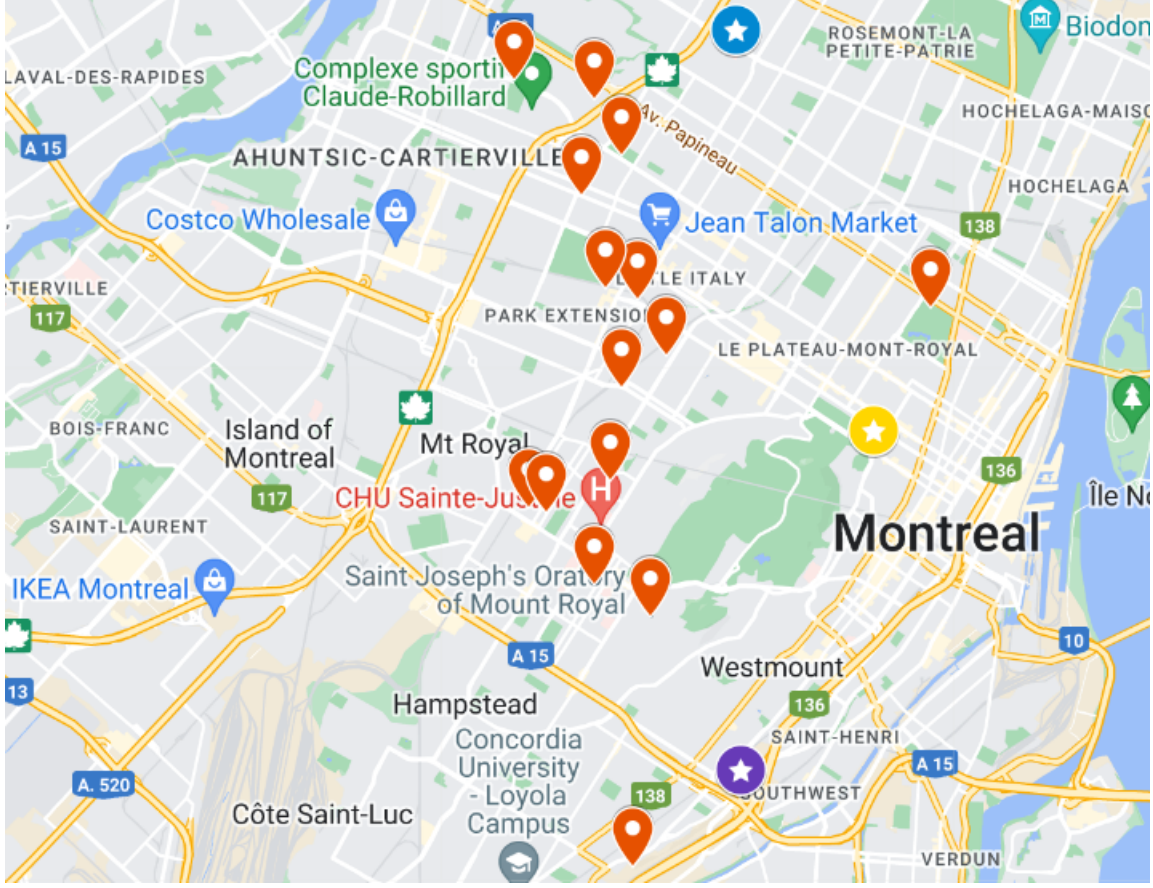 ROSEMONT-LA
PETITE-PATRIE
LAVAL-DES-RAPIDES
Complexe sportif
Claude-Robillard
HOCHELAGA-MAISO
Av. Papineau
A 15
AHUNTSIC-CARTIERVILLE
HOCHELAGA
Costco Wholesale
Jean Talon Market
138
LITTLE ITALY
TIERVILLE
117
PARK EXTENSION
LE PLATEAU-MONT-ROYAL
BOIS-FRANC
Island of
Montreal
Mt Royal
136
117
CHU Sainte-Justine
H
Île No
SAINT-LAURENT
Montreal
IKEA Montreal
Saint Joseph's Oratory
of Mount Royal
10
A 15
Westmount
13
Hampstead
136
SAINT-HENRI
Concordia
University
- Loyola
Campus
A 15
A. 520
138
SOUTHWEST
Côte Saint-Luc
VERDUN
Biodom